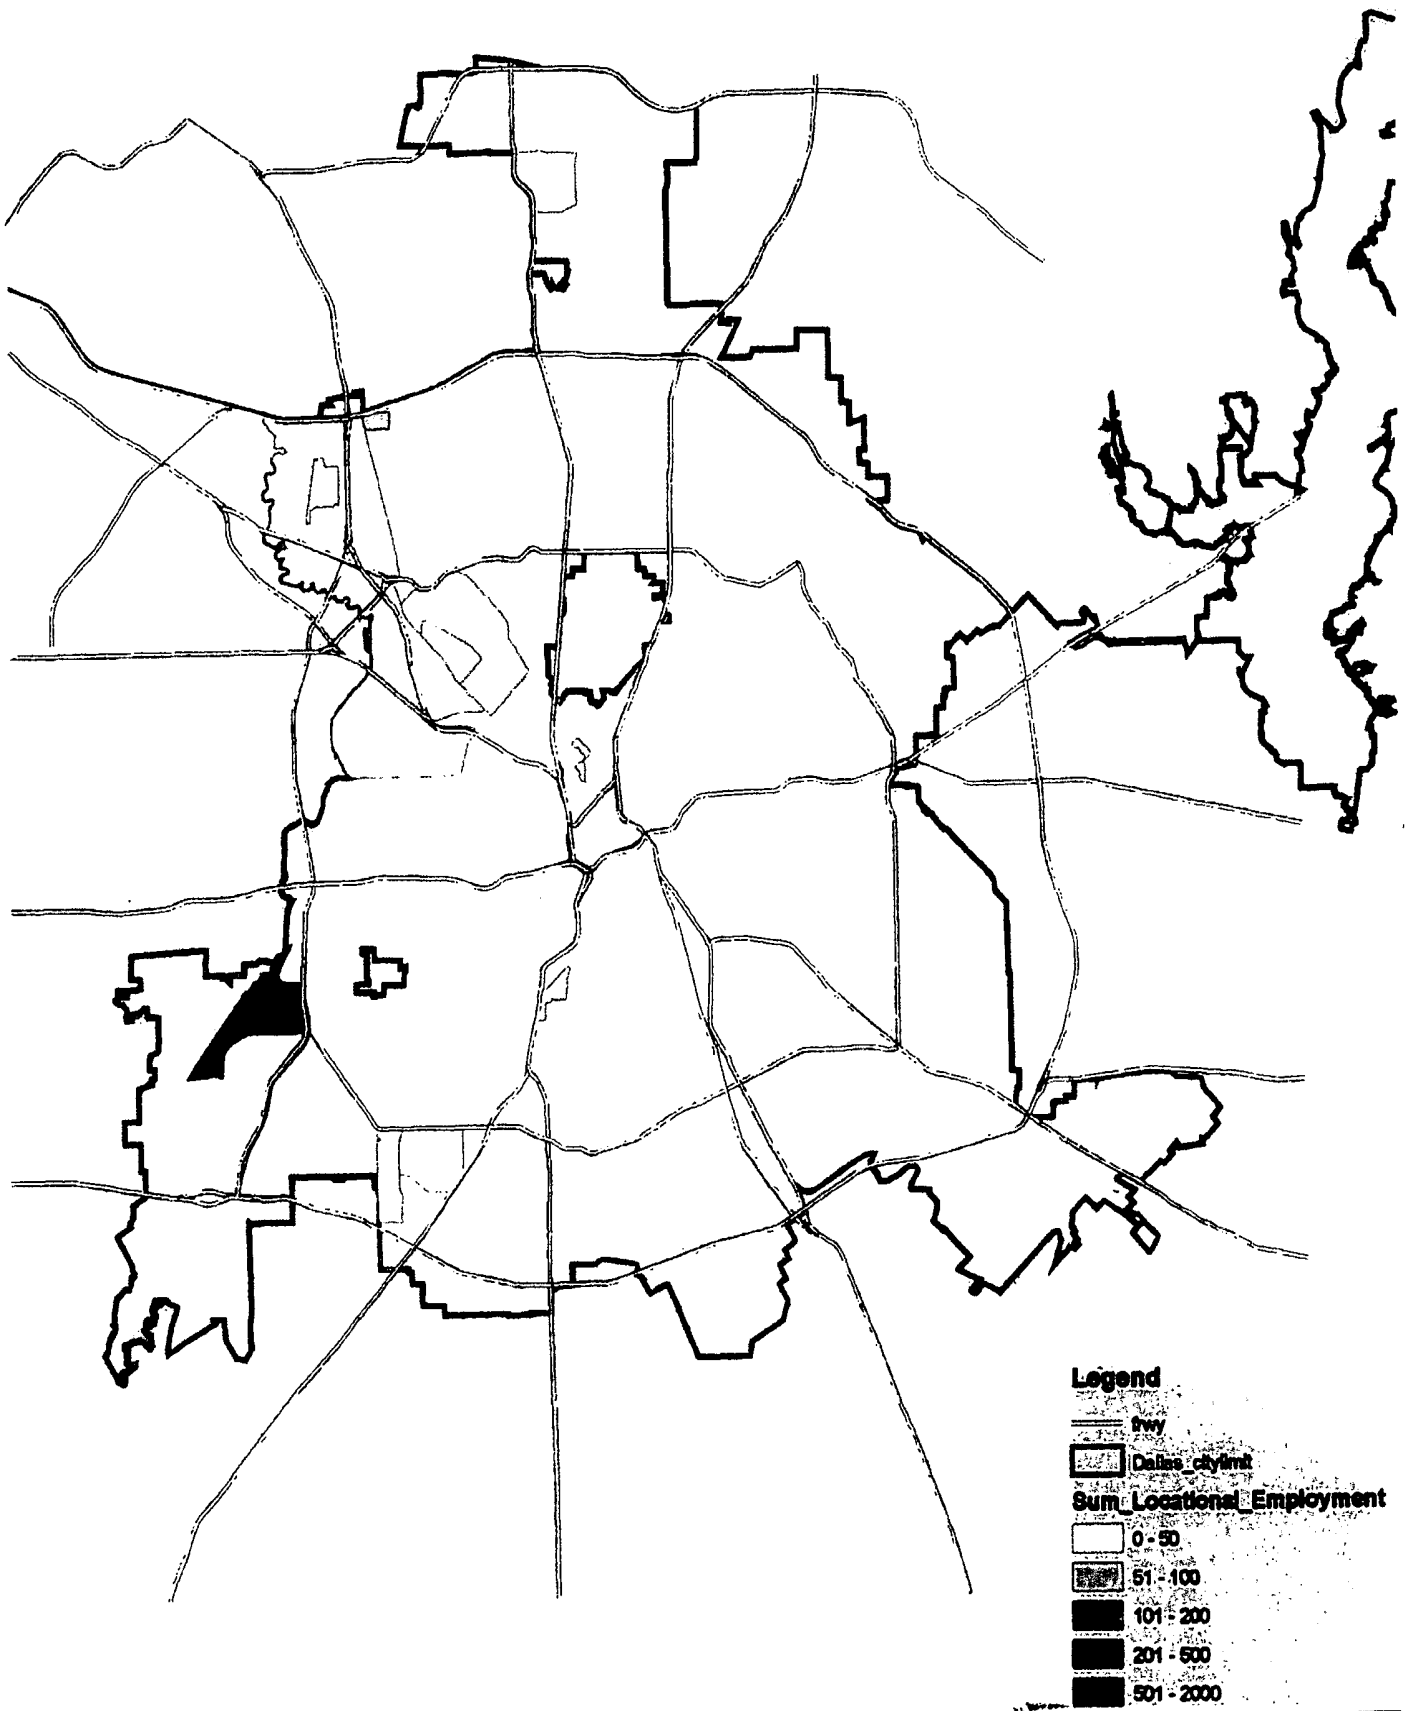 Legend
frwy
Dallas_citylimit
Sum_Locational_Employment
0 - 50
51 - 100
101 - 200
201 - 500
501 - 2000